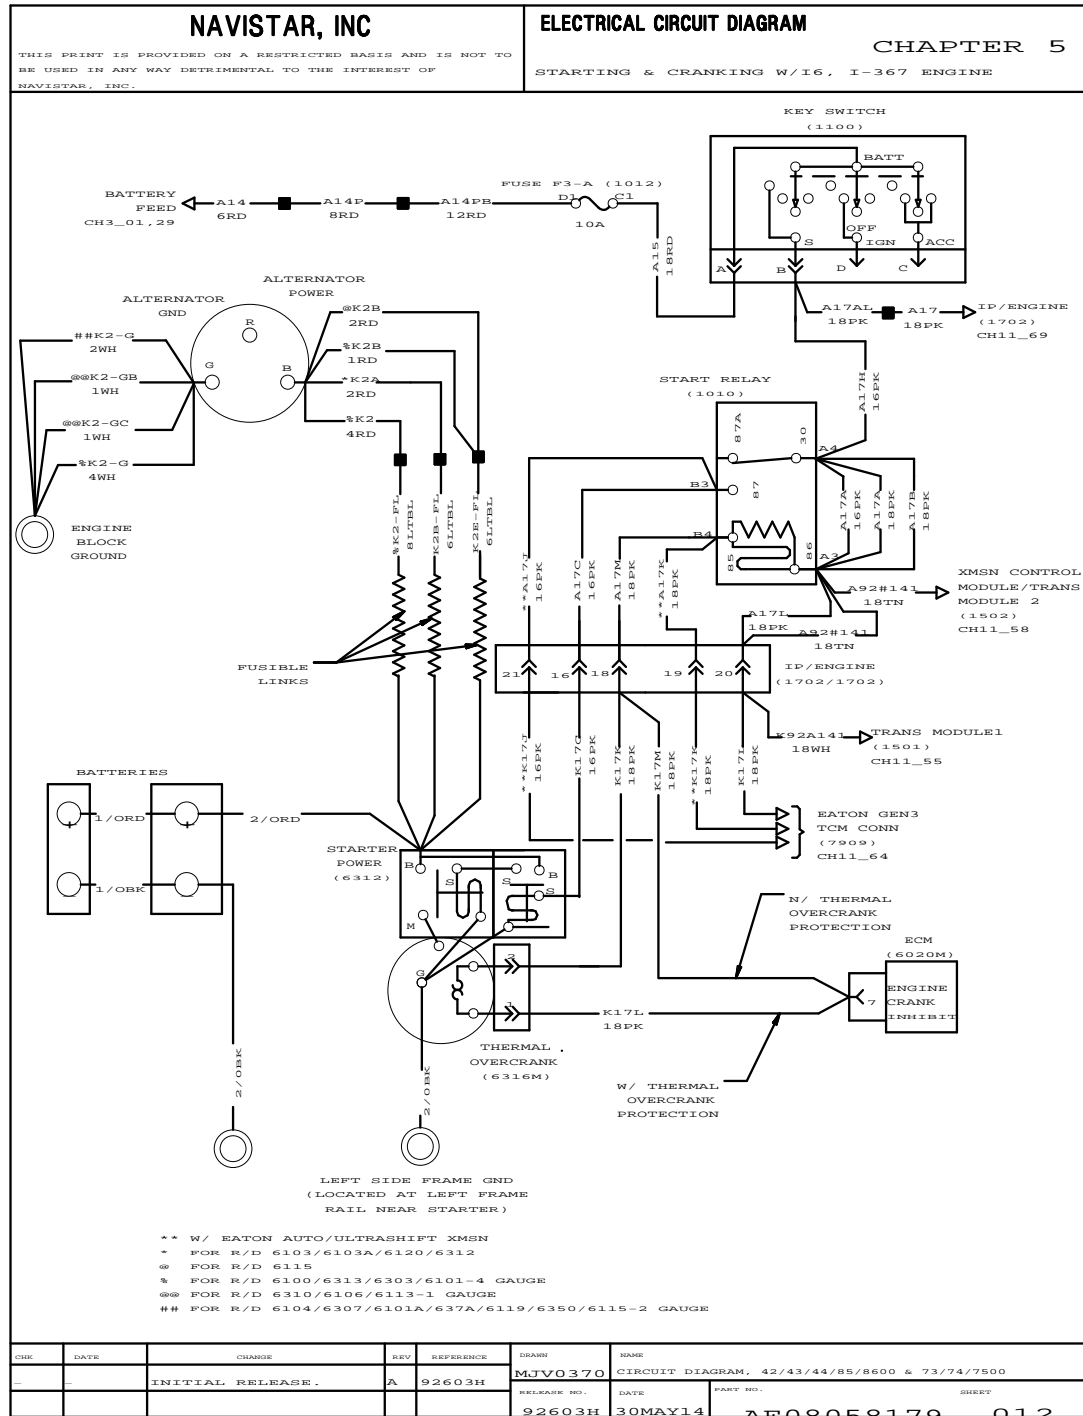 NAVISTAR, INC
THIS PRINT IS PROVIDED ON A RESTRICTED BASIS AND IS NOT TO
BE USED IN ANY WAY DETRIMENTAL TO THE INTEREST OF
NAVISTAR, INC.
ELECTRICAL CIRCUIT DIAGRAM
CHAPTER 5
STARTING & CRANKING W/I6, I-367 ENGINE
KEY SWITCH
(1100)
BATT
OFF
S
IGN
ACC
A
B
D
C
BATTERY
FEED
CH3_01,29
A14
6RD
A14P
8RD
A14PB
12RD
FUSE F3-A (1012)
D1
C1
10A
A15
18RD
A17AL
18PK
A17
18PK
IP/ENGINE
(1702)
CH11_69
ALTERNATOR
POWER
ALTERNATOR
GND
R
G
B
##K2-G
2WH
@@K2-GB
1WH
@@K2-GC
1WH
%K2-G
4WH
ENGINE
BLOCK
GROUND
@K2B
2RD
%K2B
1RD
*K2A
2RD
%K2
4RD
%K2-FL
8LTBL
K2B-FL
6LTBL
K2E-FL
6LTBL
FUSIBLE
LINKS
START RELAY
(1010)
A17H
16PK
87A
30
A4
B3
87
B4
85
86
A3
A17A
16PK
A17A
18PK
A17B
18PK
**A17J
16PK
A17C
16PK
A17M
18PK
**A17K
18PK
A17L
18PK
A92#141
18TN
A92#141
18TN
XMSN CONTROL
MODULE/TRANS
MODULE 2
(1502)
CH11_58
21
16
18
19
20
IP/ENGINE
(1702/1702)
**K17J
16PK
K17C
16PK
K17K
18PK
K17M
18PK
**K17K
18PK
K17L
18PK
K92A141
18WH
TRANS MODULE1
(1501)
CH11_55
EATON GEN3
TCM CONN
(7909)
CH11_64
BATTERIES
+
+
1/ORD
2/ORD
1/OBK
-
-
STARTER
POWER
(6312)
B
S
S
B
S
M
G
2
1
K17L
18PK
THERMAL .
OVERCRANK
(6316M)
N/ THERMAL
OVERCRANK
PROTECTION
ECM
(6020M)
7
ENGINE
CRANK
INHIBIT
W/ THERMAL
OVERCRANK
PROTECTION
2/0BK
2/0BK
LEFT SIDE FRAME GND
(LOCATED AT LEFT FRAME
RAIL NEAR STARTER)
** W/ EATON AUTO/ULTRASHIFT XMSN
* FOR R/D 6103/6103A/6120/6312
@ FOR R/D 6115
% FOR R/D 6100/6313/6303/6101-4 GAUGE
@@ FOR R/D 6310/6106/6113-1 GAUGE
## FOR R/D 6104/6307/6101A/637A/6119/6350/6115-2 GAUGE
CHK DATE CHANGE REV REFERENCE
- - INITIAL RELEASE. A 92603H
DRAWN
MJV0370
NAME
CIRCUIT DIAGRAM, 42/43/44/85/8600 & 73/74/7500
RELEASE NO.
92603H
DATE
30MAY14
PART NO.
SHEET
AF08058179 012